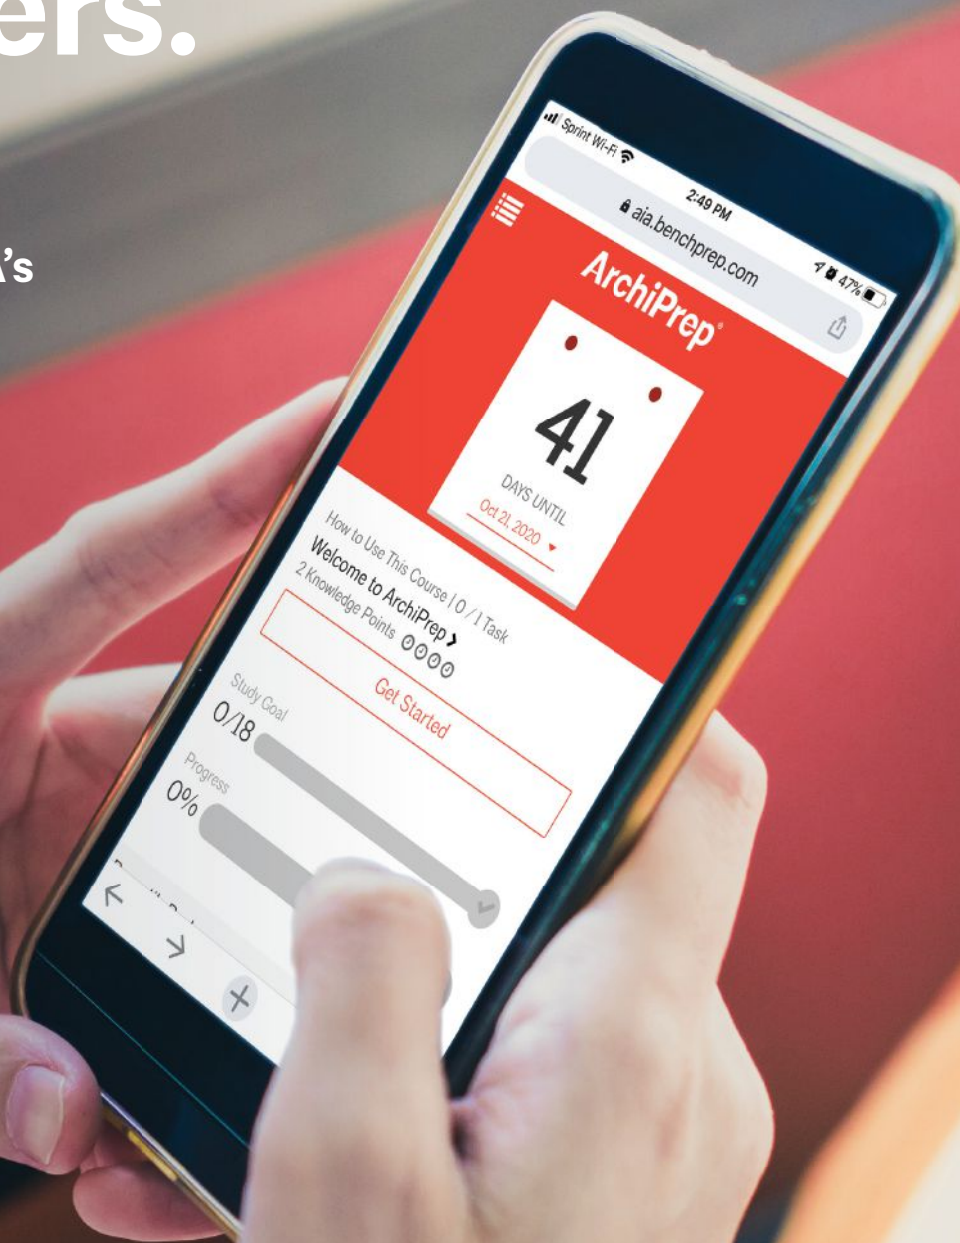 ers.
A's
Sprint Wi-Fi
2:49 PM
47%
aia.benchprep.com
ArchiPrep®
41
DAYS UNTIL
Oct 21, 2020
How to Use This Course | 0 / 1 Task
Welcome to ArchiPrep >
2 Knowledge Points
Get Started
Study Goal
0/18
Progress
0%